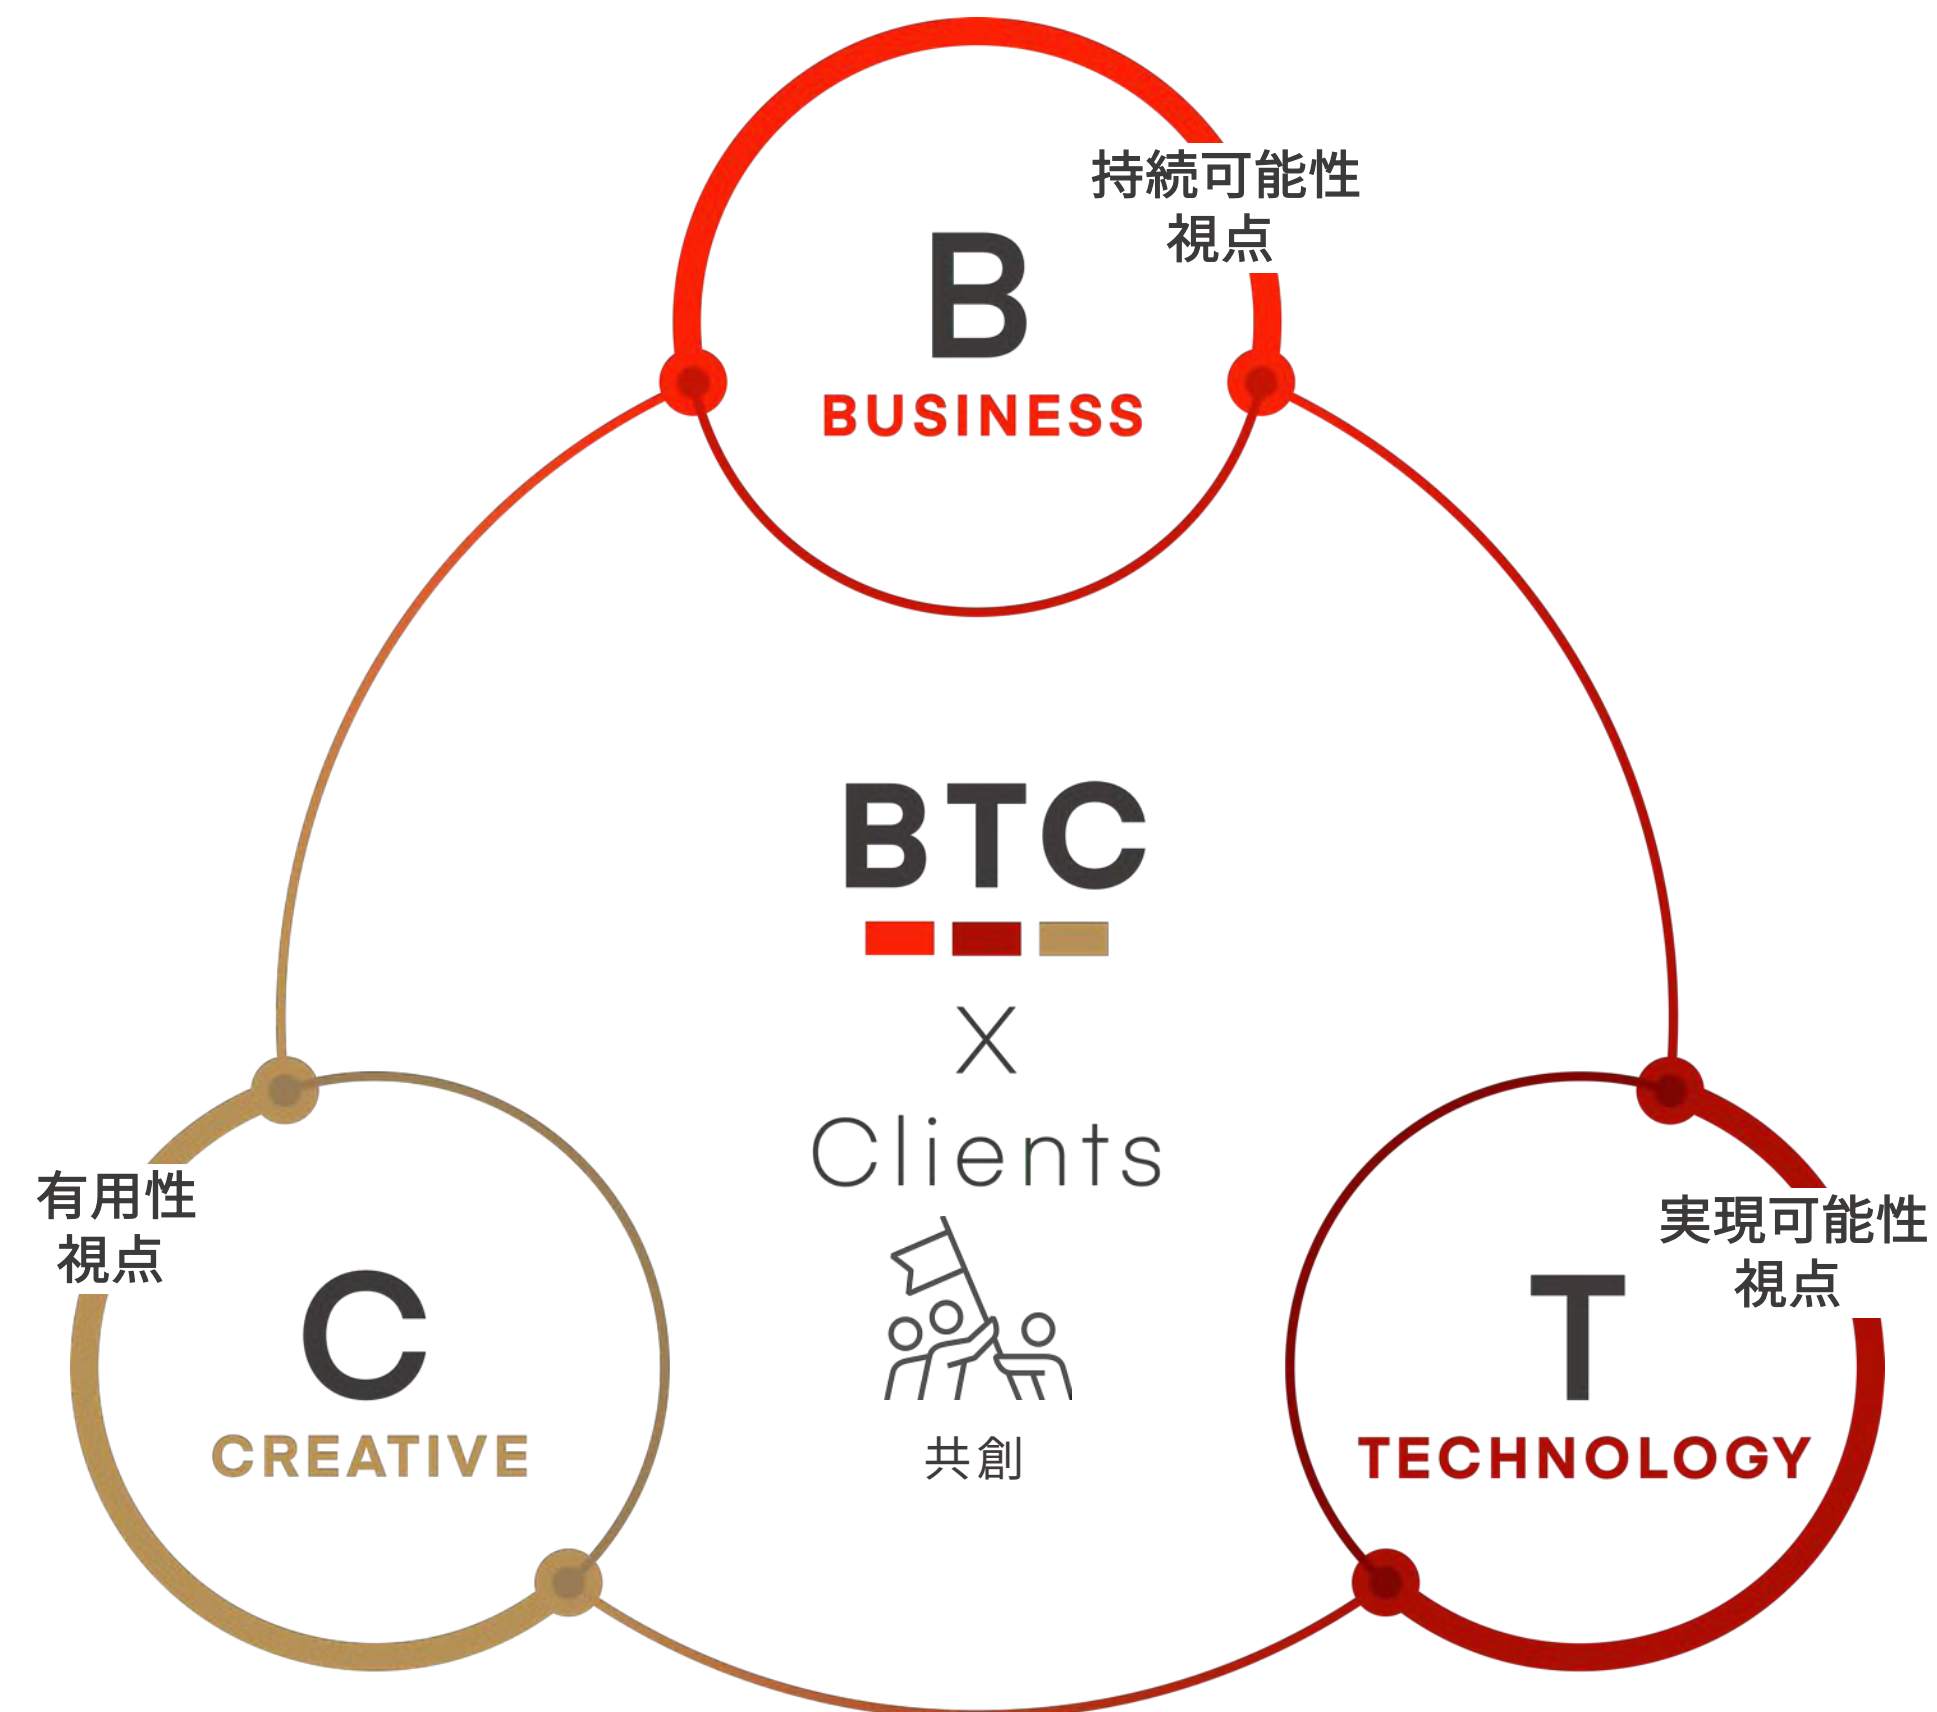 持続可能性
視点
B
BUSINESS
BTC
X
Clients
共創
有用性
視点
C
CREATIVE
実現可能性
視点
T
TECHNOLOGY